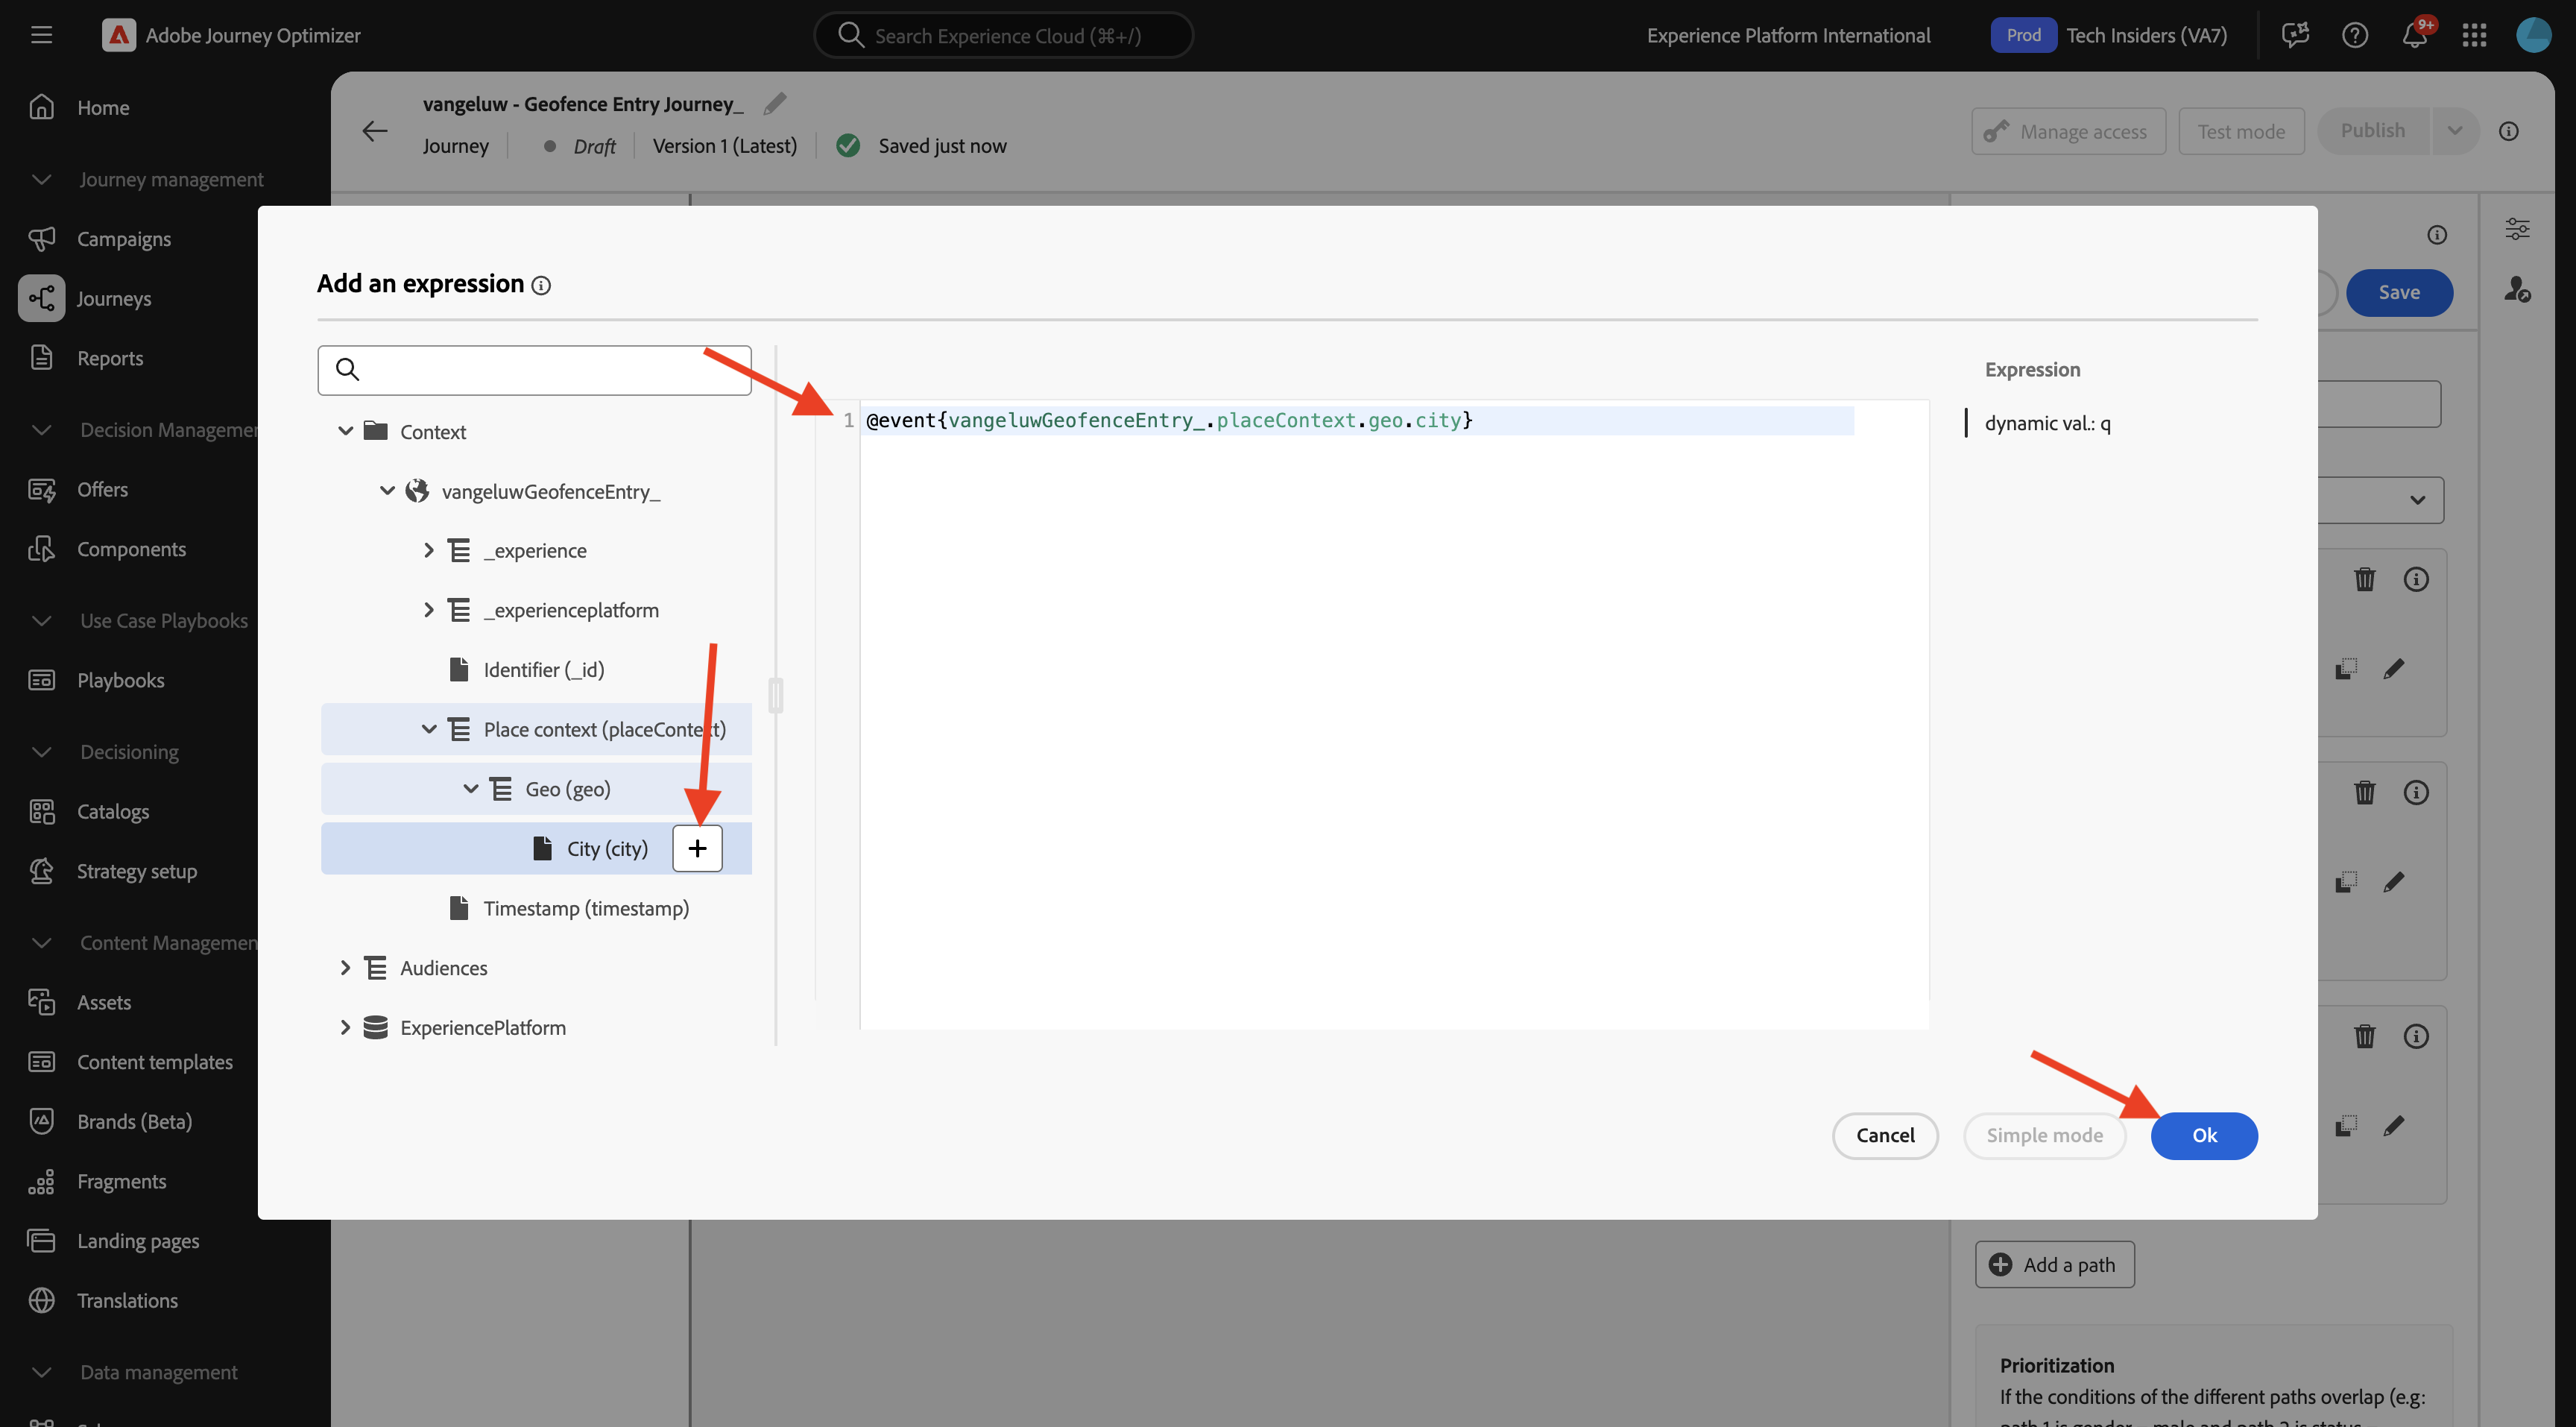 Adobe Journey Optimizer
Search Experience Cloud (⌘+/)
Experience Platform International
Prod
Tech Insiders (VA7)
9+
Home
Journey management
Campaigns
Journeys
Reports
Offers
Components
Use Case Playbooks
Playbooks
Decisioning
Catalogs
Strategy setup
Assets
Content templates
Brands (Beta)
Fragments
Landing pages
Translations
Data management
Decision
Content
vangeluw - Geofence Entry Journey_
Journey
Draft
Version 1 (Latest)
Saved just now
Manage access
Test mode
Publish
Save
Add an expression
Context
vangeluwGeofenceEntry_
_experience
_experienceplatform
Identifier (_id)
Place context (placeContext)
Geo (geo)
City (city)
+
Timestamp (timestamp)
Audiences
ExperiencePlatform
1
@event{vangeluwGeofenceEntry_.placeContext.geo.city}
Expression
dynamic val.: q
Cancel
Simple mode
Ok
Add a path
Prioritization
If the conditions of the different paths overlap (e.g: